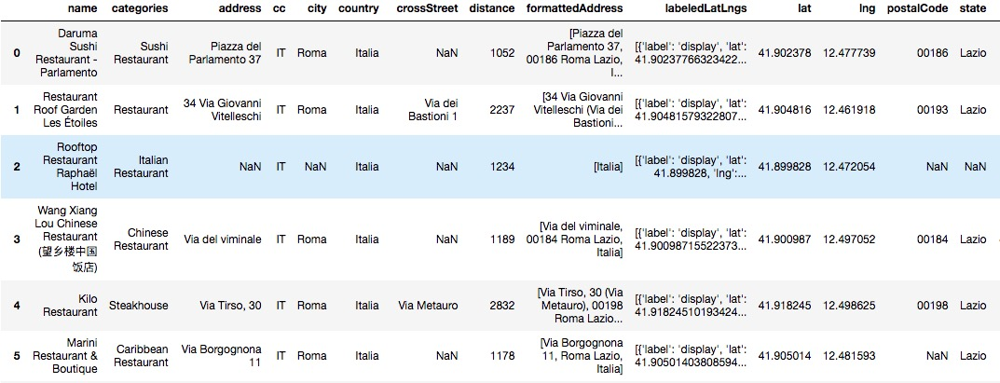 name categories address cc city country crossStreet distance formattedAddress labeledLatLngs lat lng postalCode state
0 Daruma Sushi Restaurant - Parlamento Sushi Restaurant Piazza del Parlamento 37 IT Roma Italia NaN 1052 [Piazza del Parlamento 37, 00186 Roma Lazio, I... [{'label': 'display', 'lat': 41.90237766323422... 41.902378 12.477739 00186 Lazio
1 Restaurant Roof Garden Les Étoiles Restaurant 34 Via Giovanni Vitelleschi IT Roma Italia Via dei Bastioni 1 2237 [34 Via Giovanni Vitelleschi (Via dei Bastioni... [{'label': 'display', 'lat': 41.90481579322807... 41.904816 12.461918 00193 Lazio
2 Rooftop Restaurant Raphaël Hotel Italian Restaurant NaN IT NaN Italia NaN 1234 [Italia] [{'label': 'display', 'lat': 41.899828, 'lng':... 41.899828 12.472054 NaN NaN
3 Wang Xiang Lou Chinese Restaurant (望乡楼中国饭店) Chinese Restaurant Via del viminale IT Roma Italia NaN 1189 [Via del viminale, 00184 Roma Lazio, Italia] [{'label': 'display', 'lat': 41.90098715522373... 41.900987 12.497052 00184 Lazio
4 Kilo Restaurant Steakhouse Via Tirso, 30 IT Roma Italia Via Metauro 2832 [Via Tirso, 30 (Via Metauro), 00198 Roma Lazio... [{'label': 'display', 'lat': 41.91824510193424... 41.918245 12.498625 00198 Lazio
5 Marini Restaurant & Boutique Caribbean Restaurant Via Borgognona 11 IT Roma Italia NaN 1178 [Via Borgognona 11, Roma Lazio, Italia] [{'label': 'display', 'lat': 41.90501403808594... 41.905014 12.481593 NaN Lazio